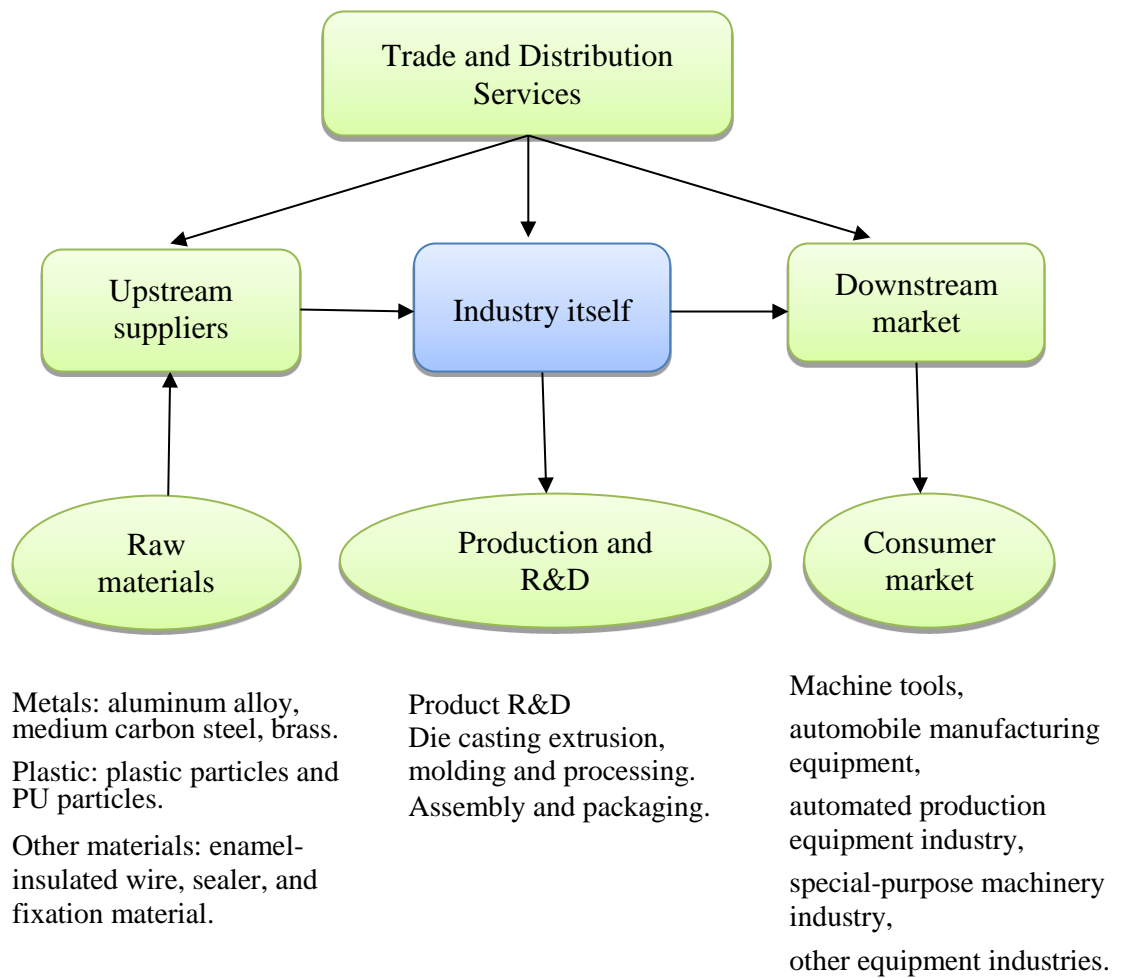 Trade and Distribution
Services
Upstream
suppliers
Industry itself
Downstream
market
Raw
materials
Production and
R&D
Consumer
market
Metals: aluminum alloy,
medium carbon steel, brass.
Plastic: plastic particles and
PU particles.
Other materials: enamel-
insulated wire, sealer, and
fixation material.
Product R&D
Die casting extrusion,
molding and processing.
Assembly and packaging.
Machine tools,
automobile manufacturing
equipment,
automated production
equipment industry,
special-purpose machinery
industry,
other equipment industries.